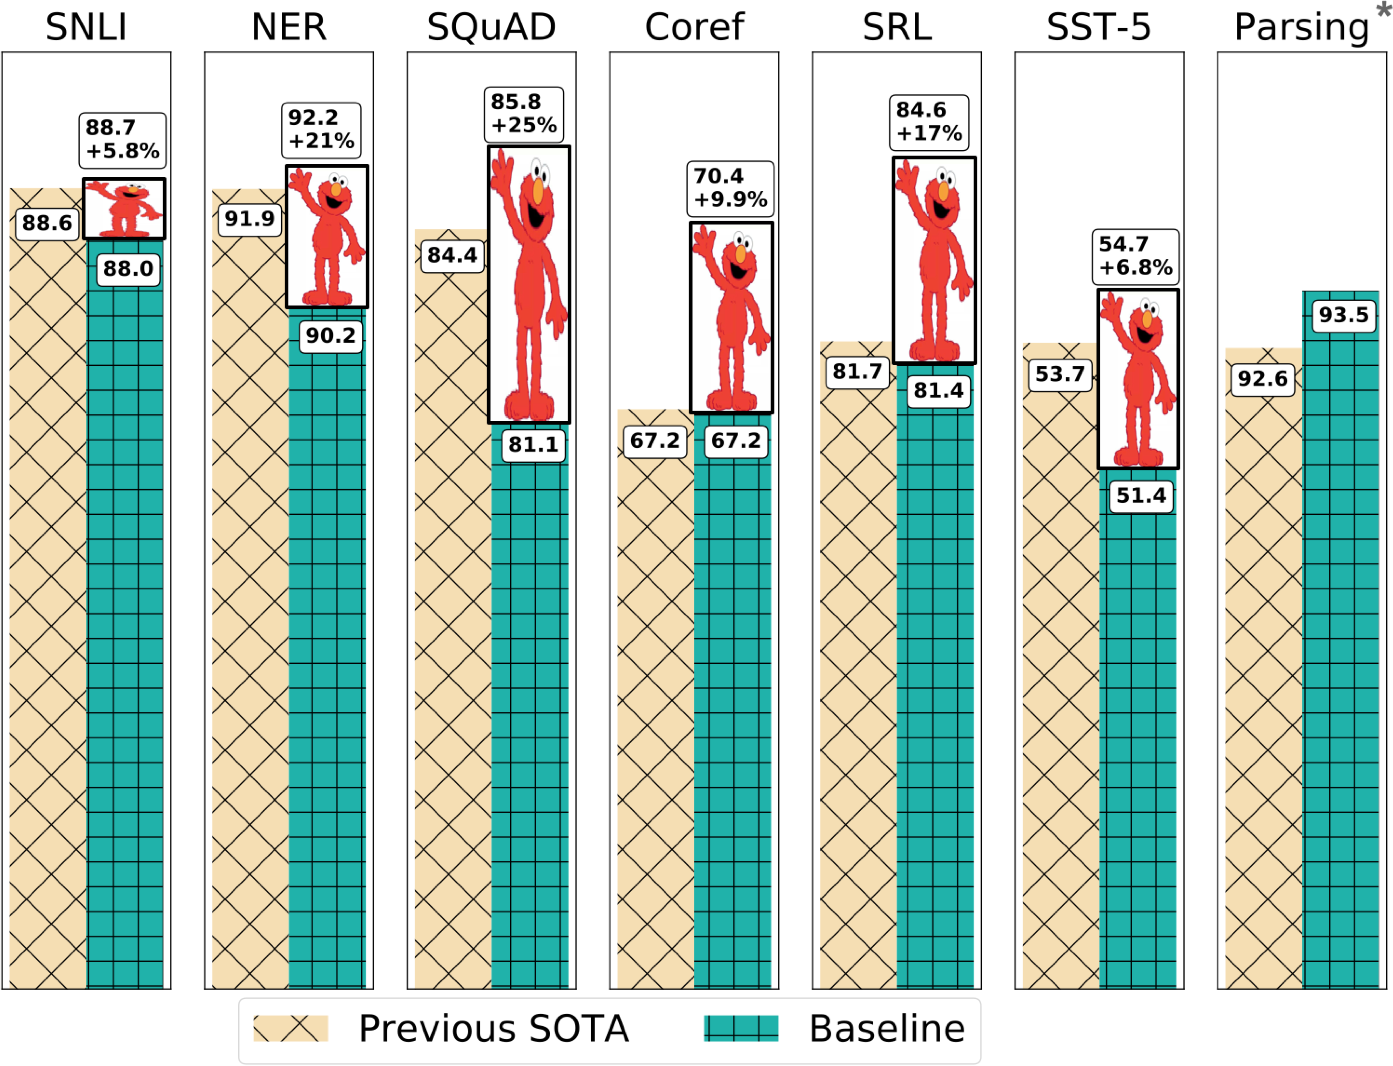 SNLI
NER
SQuAD
Coref
SRL
SST-5
Parsing*
88.7
+5.8%
88.6
88.0
92.2
+21%
91.9
90.2
85.8
+25%
84.4
81.1
70.4
+9.9%
67.2
67.2
84.6
+17%
81.7
81.4
54.7
+6.8%
53.7
51.4
92.6
93.5
Previous SOTA
Baseline